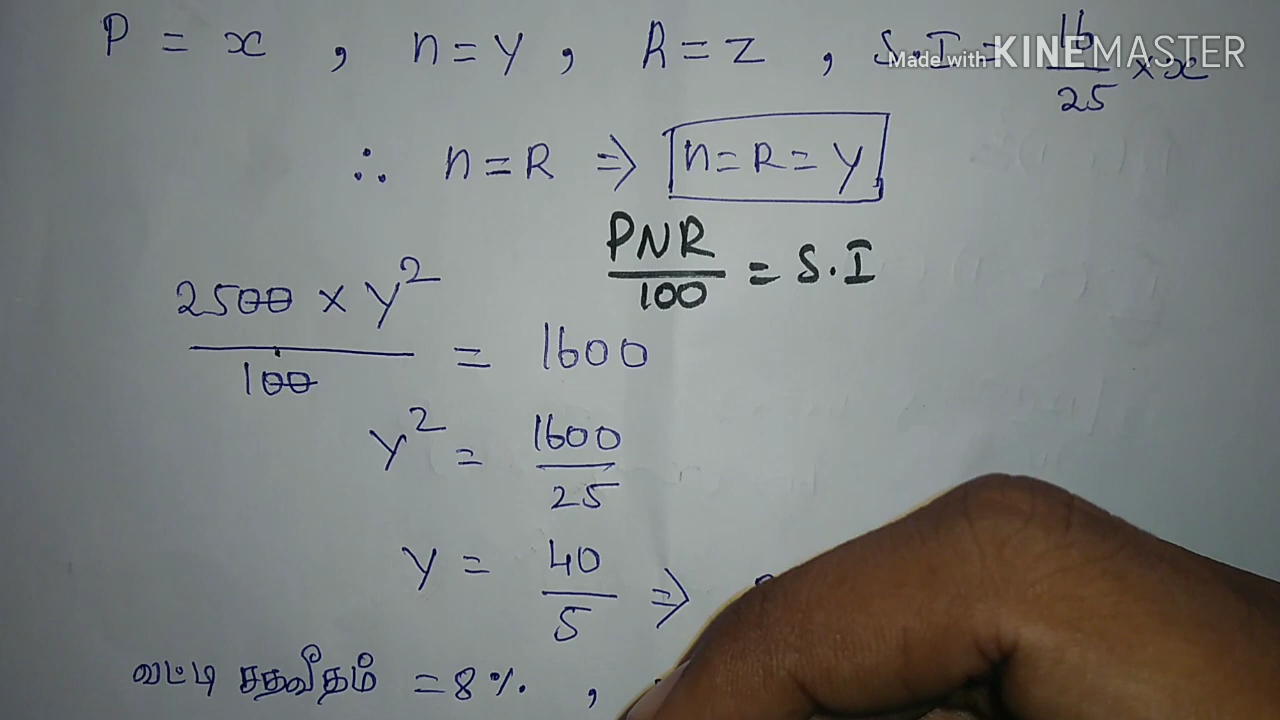 P = x , n = y , R = z , S.I = 16/25 × x
Made with KINEMASTER
∴ n = R ⇒ n = R = y
PNR/100 = S.I
2500 × y²/100 = 1600
y² = 1600/25
y = 40/5 ⇒
வட்டி சதவீதம் = 8 % ,